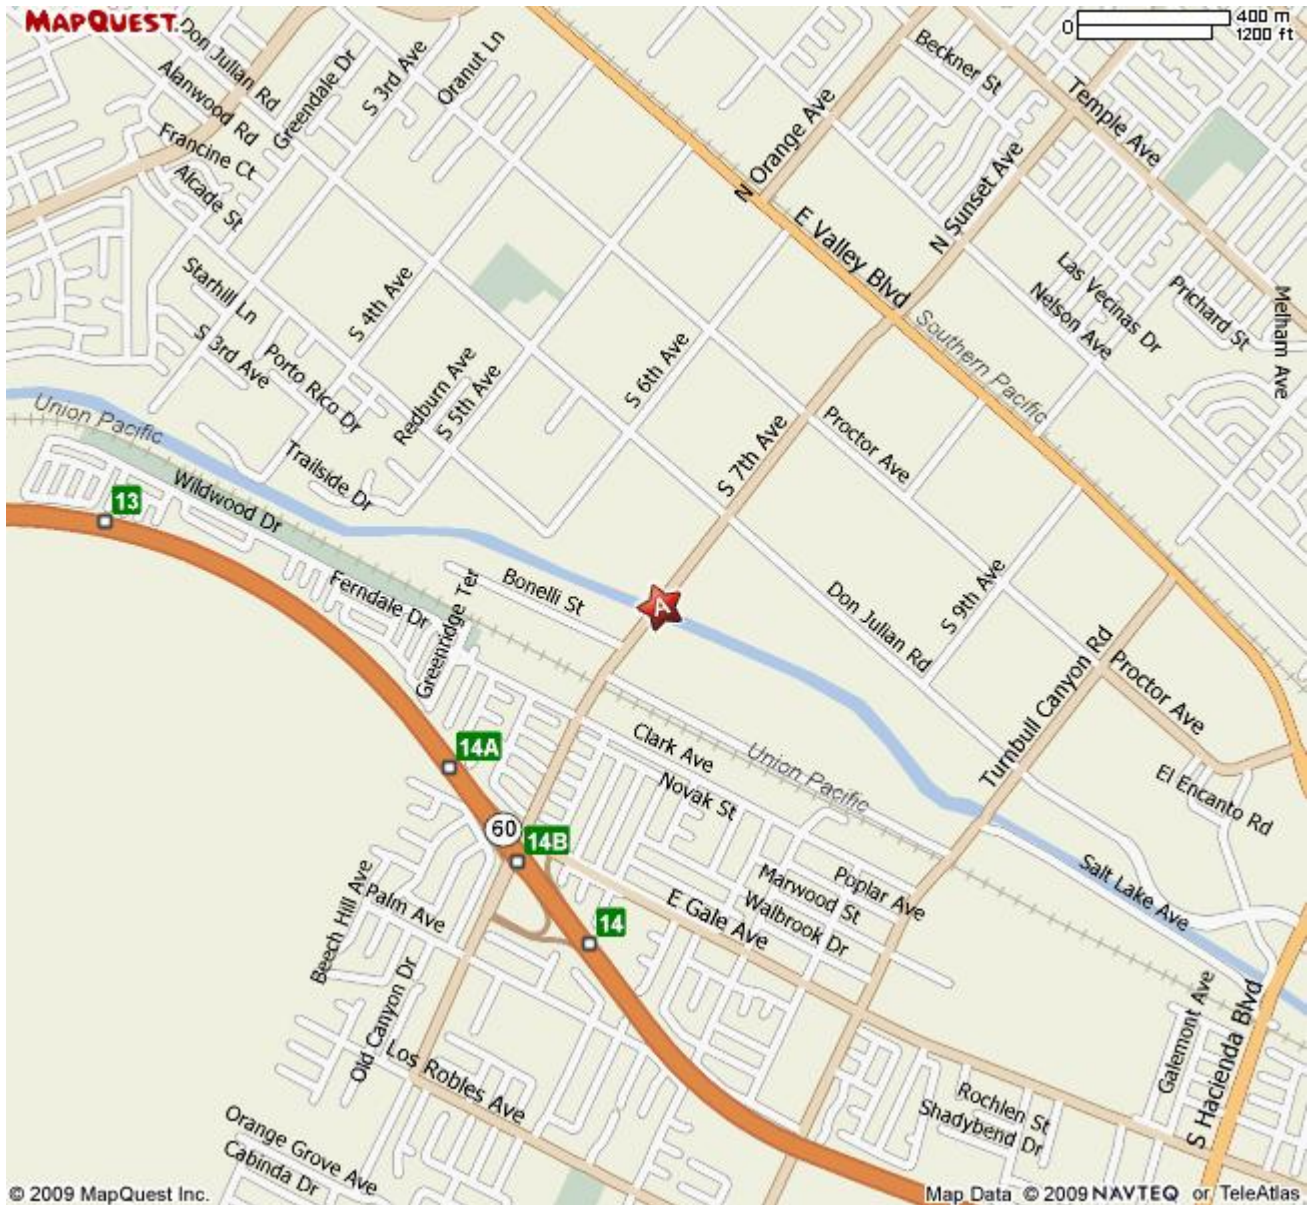 MAPQUEST.
400 m
0
1200 ft
Don Julian Rd
Alanwood Rd
Greendale Dr
S 3rd Ave
Oranut Ln
Francine Ct
Alcade St
Beckner St
Temple Ave
N Orange Ave
N Sunset Ave
E Valley Blvd
Starhill Ln
S 4th Ave
Las Vecinas Dr
Nelson Ave
Prichard St
Melham Ave
S 3rd Ave
Porto Rico Dr
Redburn Ave
S 5th Ave
S 6th Ave
Southern Pacific
Union Pacific
Trailside Dr
S 7th Ave
Proctor Ave
13
Wildwood Dr
Ferndale Dr
Greenridge Ter
Bonelli St
A
Don Julian Rd
S 9th Ave
Turnbull Canyon Rd
Proctor Ave
14A
Clark Ave
Union Pacific
Novak St
El Encanto Rd
60
14B
Beech Hill Ave
Palm Ave
E Gale Ave
Marwood St
Walbrook Dr
Poplar Ave
Salt Lake Ave
14
Old Canyon Dr
Los Robles Ave
Galemont Ave
S Hacienda Blvd
Rochlen St
Shadybend Dr
Orange Grove Ave
Cabinda Dr
© 2009 MapQuest Inc.
Map Data © 2009 NAVTEQ or TeleAtlas